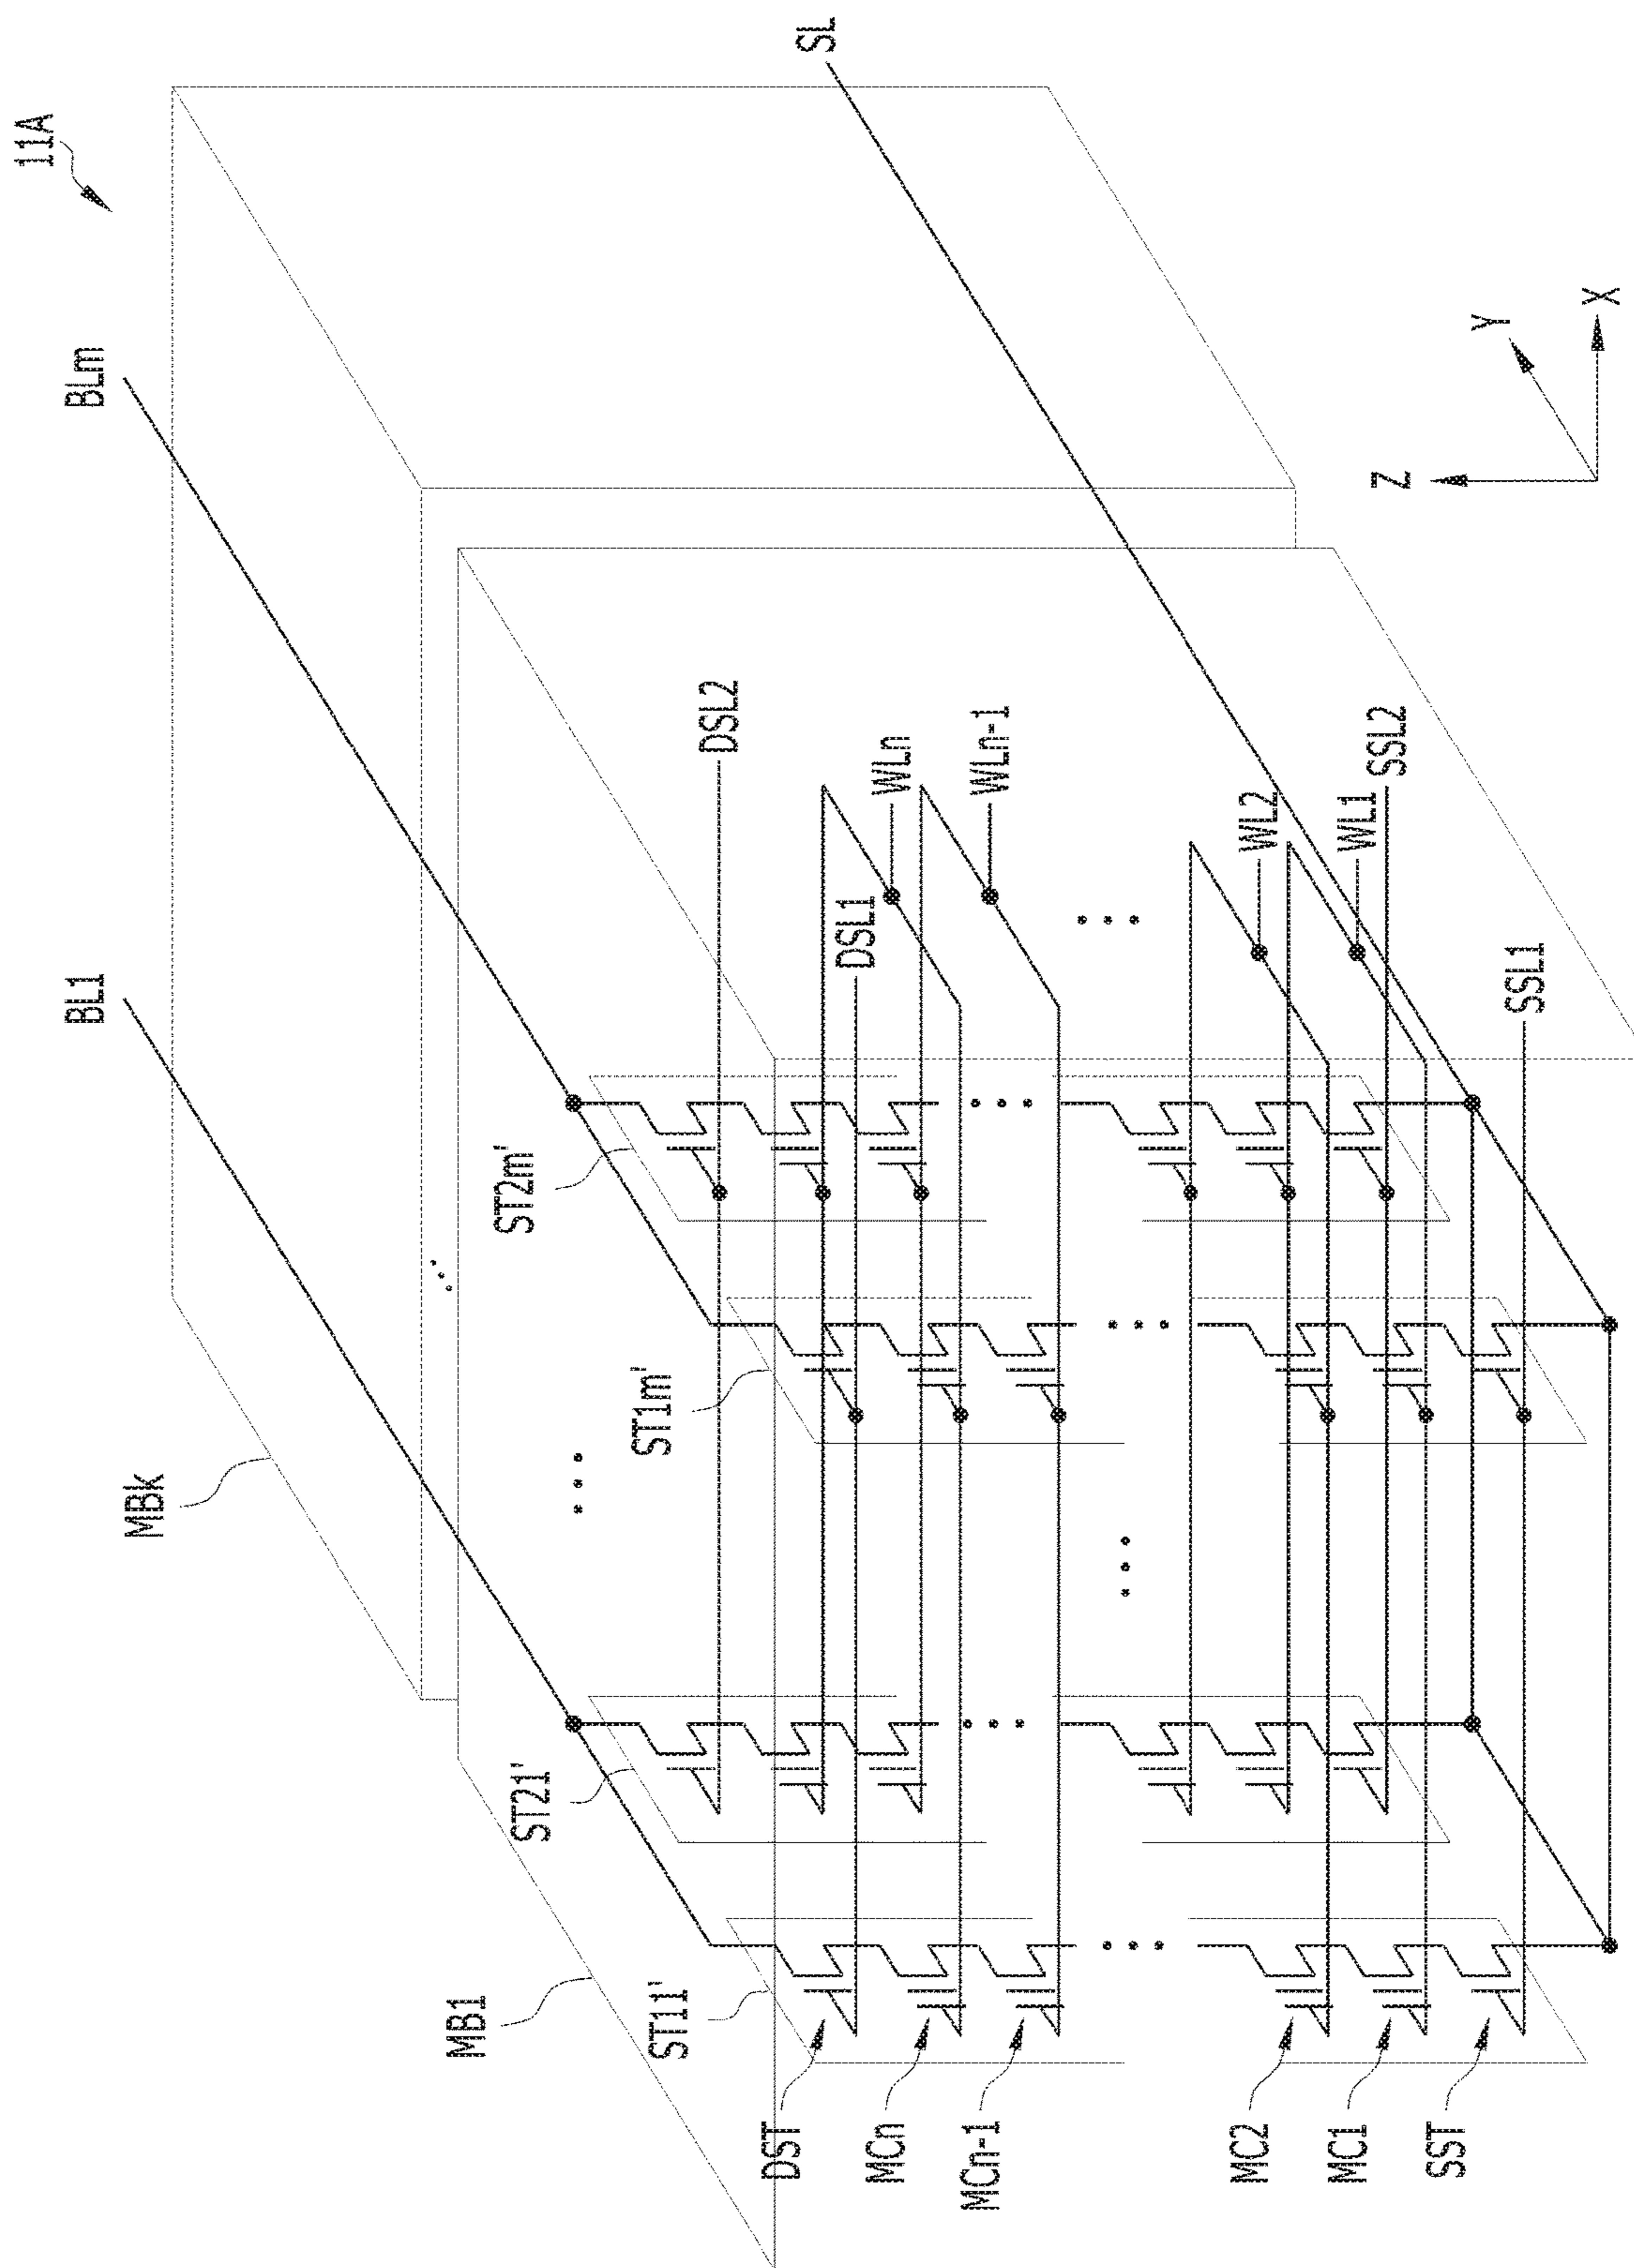 11A
BL1
BLm
SL
MBk
MB1
ST11'
ST21'
ST1m'
ST2m'
DSL2
DSL1
WLn
WLn-1
WL2
WL1
SSL2
SSL1
DST
MCn
MCn-1
MC2
MC1
SST
Z
Y
X